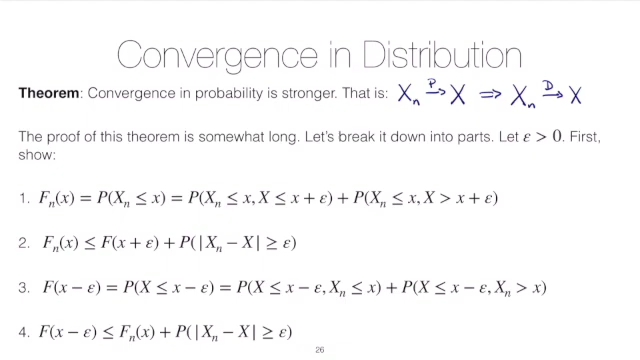 Convergence in Distribution
Theorem: Convergence in probability is stronger. That is: Xₙ →ᴾ X ⟹ Xₙ →ᴰ X
The proof of this theorem is somewhat long. Let's break it down into parts. Let ε > 0. First,
show:
1. Fₙ(x) = P(Xₙ ≤ x) = P(Xₙ ≤ x, X ≤ x + ε) + P(Xₙ ≤ x, X > x + ε)
2. Fₙ(x) ≤ F(x + ε) + P(|Xₙ − X| ≥ ε)
3. F(x − ε) = P(X ≤ x − ε) = P(X ≤ x − ε, Xₙ ≤ x) + P(X ≤ x − ε, Xₙ > x)
4. F(x − ε) ≤ Fₙ(x) + P(|Xₙ − X| ≥ ε)
26